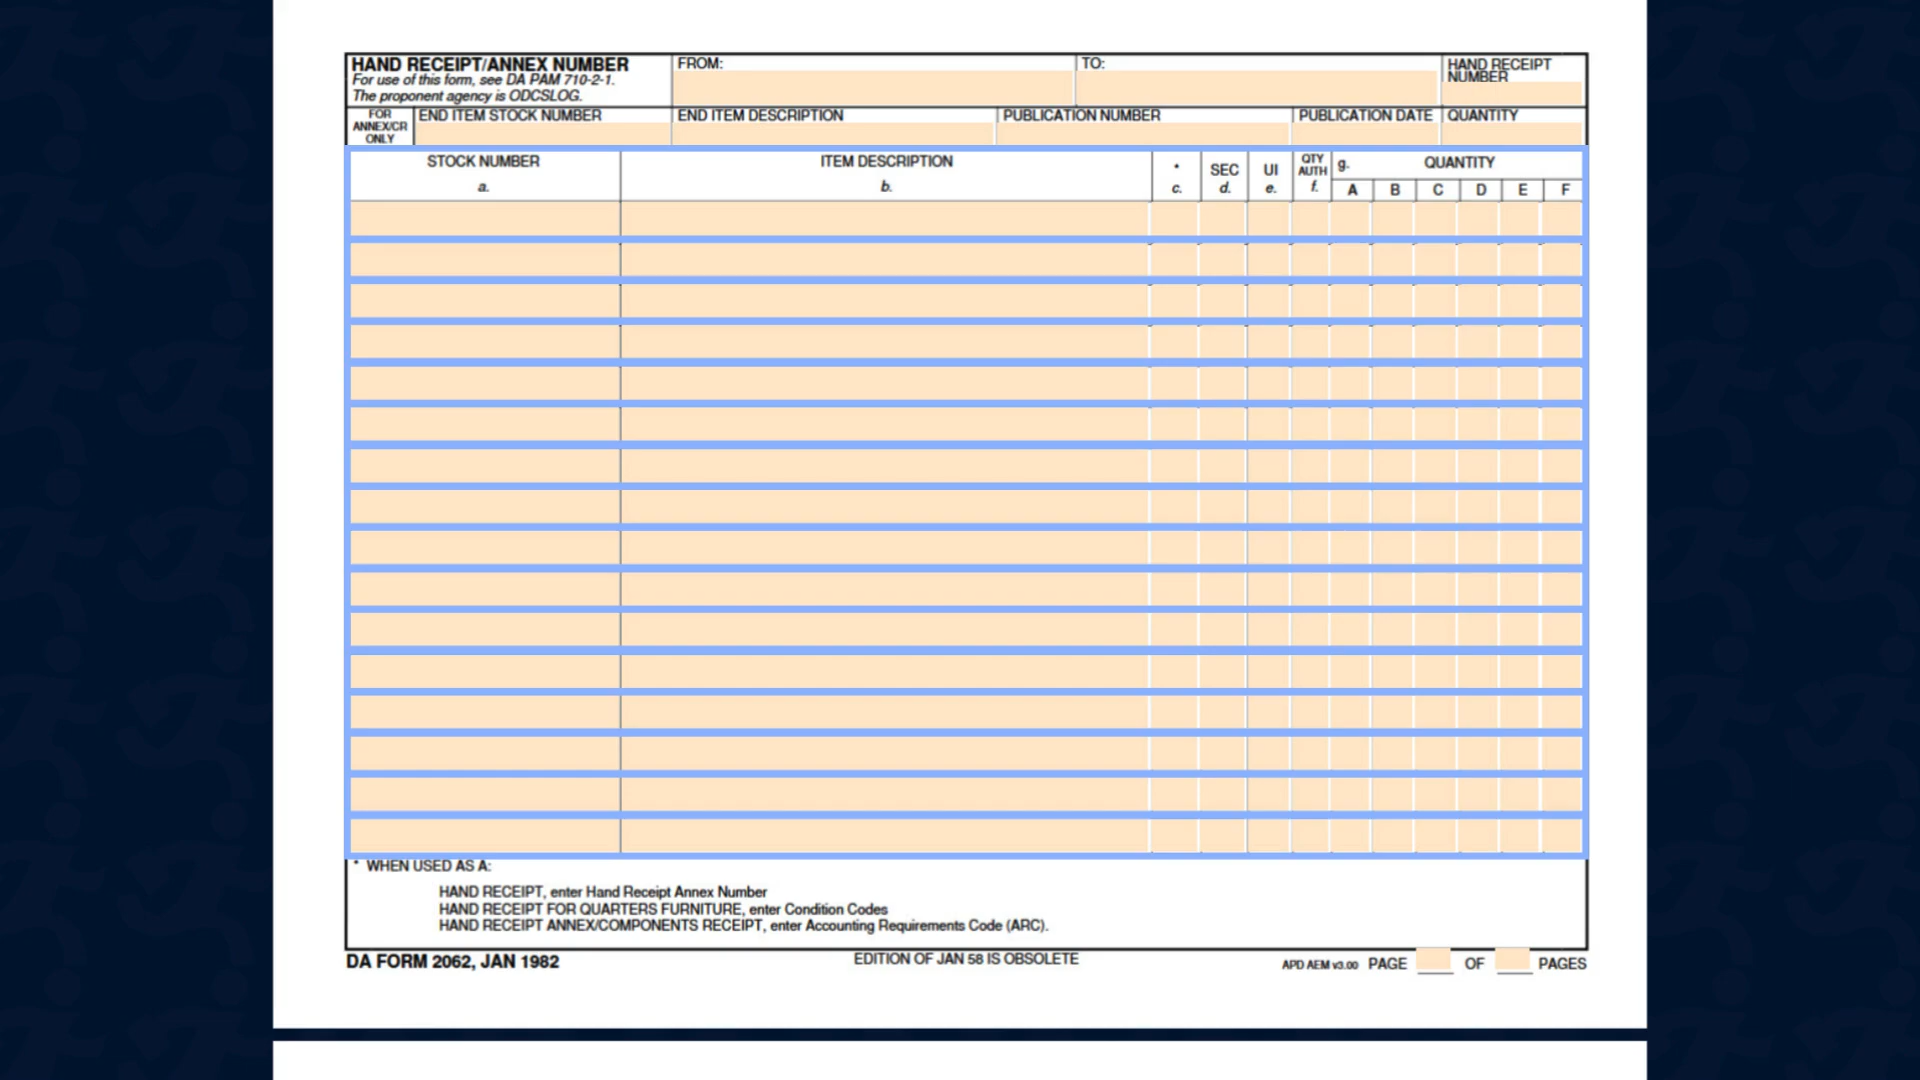 HAND RECEIPT/ANNEX NUMBER
For use of this form, see DA PAM 710-2-1.
The proponent agency is ODCSLOG.
FROM:
TO:
HAND RECEIPT
NUMBER
FOR
ANNEX/CR
ONLY
END ITEM STOCK NUMBER
END ITEM DESCRIPTION
PUBLICATION NUMBER
PUBLICATION DATE
QUANTITY
STOCK NUMBER
a.
ITEM DESCRIPTION
b.
*
c.
SEC
d.
UI
e.
QTY
AUTH
f.
g. QUANTITY
A B C D E F
* WHEN USED AS A:
HAND RECEIPT, enter Hand Receipt Annex Number
HAND RECEIPT FOR QUARTERS FURNITURE, enter Condition Codes
HAND RECEIPT ANNEX/COMPONENTS RECEIPT, enter Accounting Requirements Code (ARC).
DA FORM 2062, JAN 1982
EDITION OF JAN 58 IS OBSOLETE
APD AEM v3.00 PAGE OF PAGES